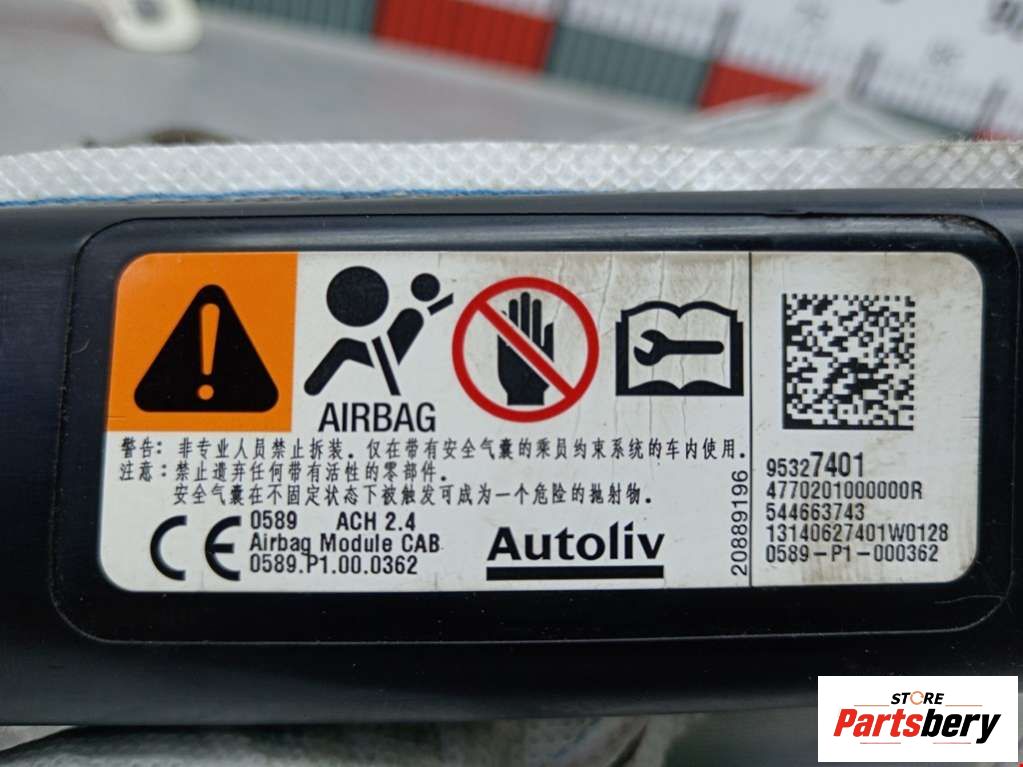 AIRBAG
警告: 非专业人员禁止拆装. 仅在带有安全气囊的乘员约束系统的车内使用.
注意: 禁止遗弃任何带有活性的零部件.
安全气囊在不固定状态下被触发可成为一个危险的抛射物.
CE 0589 ACH 2.4
Airbag Module CAB
0589.P1.00.0362
Autoliv
20889196
95327401
4770201000000R
544663743
13140627401W0128
0589-P1-000362
STORE
Partsbery